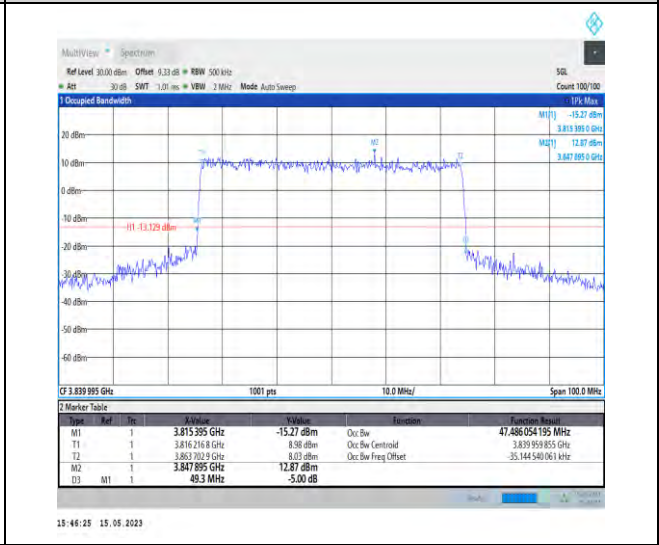 MultiView Spectrum
Ref Level 30.00 dBm Offset 9.33 dB RBW 500 kHz SGL
Att 30 dB SWT 1.01 ms VBW 2 MHz Mode Auto Sweep Count 100/100
1 Occupied Bandwidth 1Pk Max
M1[1] -15.27 dBm
3.815 395 0 GHz
20 dBm M2 M2[1] 12.87 dBm
3.847 895 0 GHz
T1 T2
10 dBm
0 dBm
-10 dBm
H1 -13.129 dBm M1
-20 dBm D3
-30 dBm
-40 dBm
-50 dBm
-60 dBm
CF 3.839 995 GHz 1001 pts 10.0 MHz/ Span 100.0 MHz
2 Marker Table
Type Ref Trc X-Value Y-Value Function Function Result
M1 1 3.815 395 GHz -15.27 dBm Occ Bw 47.486 054 195 MHz
T1 1 3.816 216 8 GHz 8.98 dBm Occ Bw Centroid 3.839 959 855 GHz
T2 1 3.863 702 9 GHz 8.03 dBm Occ Bw Freq Offset -35.144 540 061 kHz
M2 1 3.847 895 GHz 12.87 dBm
D3 M1 1 49.3 MHz -5.00 dB
15:46:25 15.05.2023